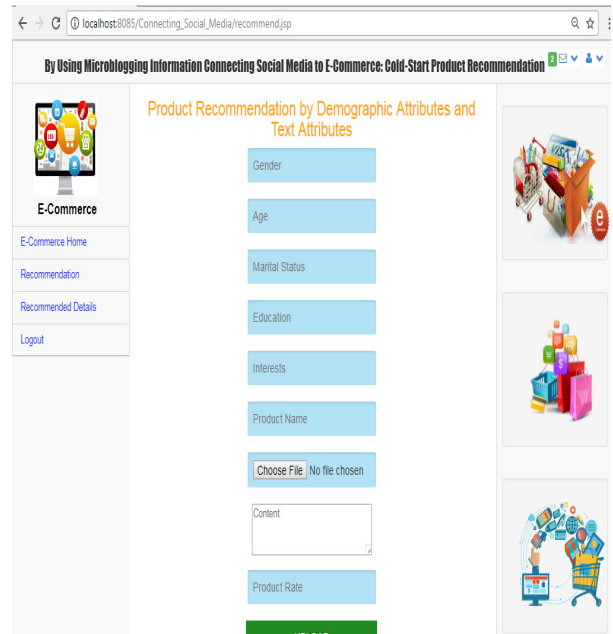 localhost:8085/Connecting_Social_Media/recommend.jsp
By Using Microblogging Information Connecting Social Media to E-Commerce: Cold-Start Product Recommendation
2
E-Commerce
E-Commerce Home
Recommendation
Recommended Details
Logout
Product Recommendation by Demographic Attributes and
Text Attributes
Gender
Age
Marital Status
Education
Interests
Product Name
Choose File No file chosen
Content
Product Rate
VISA
e